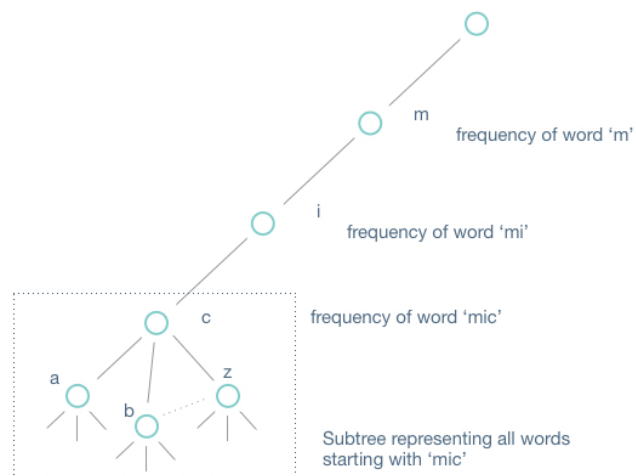 m
frequency of word ‘m’
i
frequency of word ‘mi’
c
frequency of word ‘mic’
a
z
b
Subtree representing all words
starting with ‘mic’